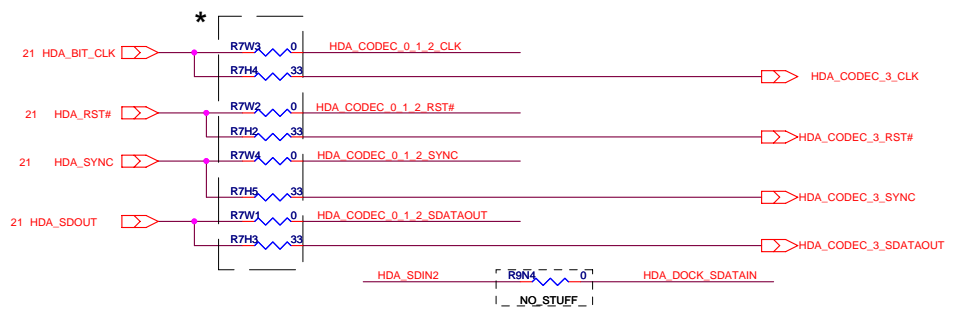 *
R7W3 0 HDA_CODEC_0_1_2_CLK
21 HDA_BIT_CLK
R7H4 33 HDA_CODEC_3_CLK
R7W2 0 HDA_CODEC_0_1_2_RST#
21 HDA_RST#
R7H2 33 HDA_CODEC_3_RST#
R7W4 0 HDA_CODEC_0_1_2_SYNC
21 HDA_SYNC
R7H5 33 HDA_CODEC_3_SYNC
R7W1 0 HDA_CODEC_0_1_2_SDATAOUT
21 HDA_SDOUT
R7H3 33 HDA_CODEC_3_SDATAOUT
HDA_SDIN2 R9N4 0 HDA_DOCK_SDATAIN
NO_STUFF